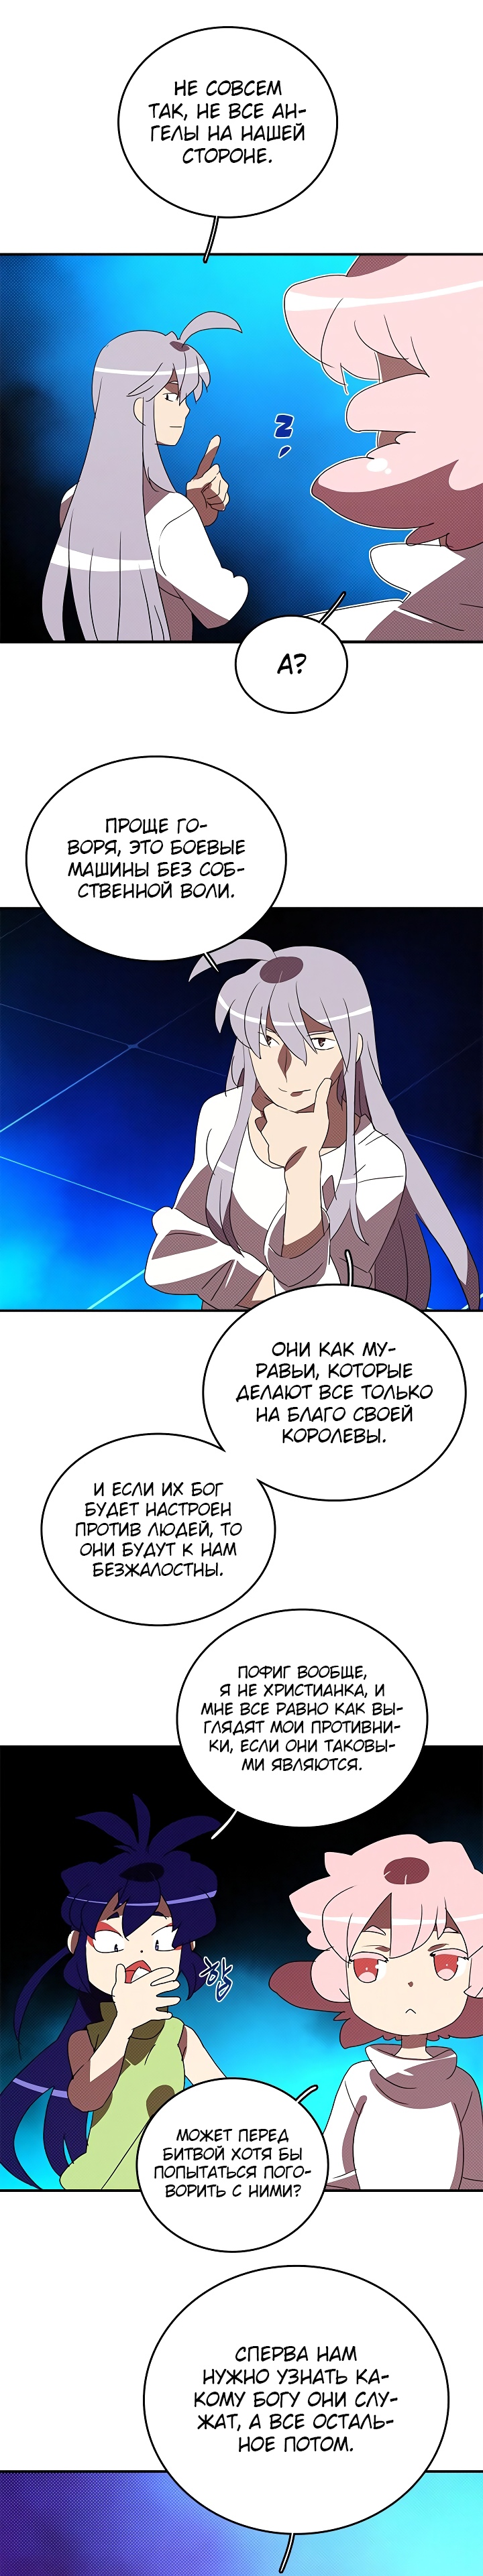 НЕ СОВСЕМ
ТАК, НЕ ВСЕ АН-
ГЕЛЫ НА НАШЕЙ
СТОРОНЕ.
А?
ПРОЩЕ ГО-
ВОРЯ, ЭТО БОЕВЫЕ
МАШИНЫ БЕЗ СОБ-
СТВЕННОЙ ВОЛИ.
ОНИ КАК МУ-
РАВЬИ, КОТОРЫЕ
ДЕЛАЮТ ВСЕ ТОЛЬКО
НА БЛАГО СВОЕЙ
КОРОЛЕВЫ.
И ЕСЛИ ИХ БОГ
БУДЕТ НАСТРОЕН
ПРОТИВ ЛЮДЕЙ, ТО
ОНИ БУДУТ К НАМ
БЕЗЖАЛОСТНЫ.
ПОФИГ ВООБЩЕ,
Я НЕ ХРИСТИАНКА, И
МНЕ ВСЕ РАВНО КАК ВЫ-
ГЛЯДЯТ МОИ ПРОТИВНИ-
КИ, ЕСЛИ ОНИ ТАКОВЫ-
МИ ЯВЛЯЮТСЯ.
МОЖЕТ ПЕРЕД
БИТВОЙ ХОТЯ БЫ
ПОПЫТАТЬСЯ ПОГО-
ВОРИТЬ С НИМИ?
СПЕРВА НАМ
НУЖНО УЗНАТЬ КА-
КОМУ БОГУ ОНИ СЛУ-
ЖАТ, А ВСЕ ОСТАЛЬ-
НОЕ ПОТОМ.